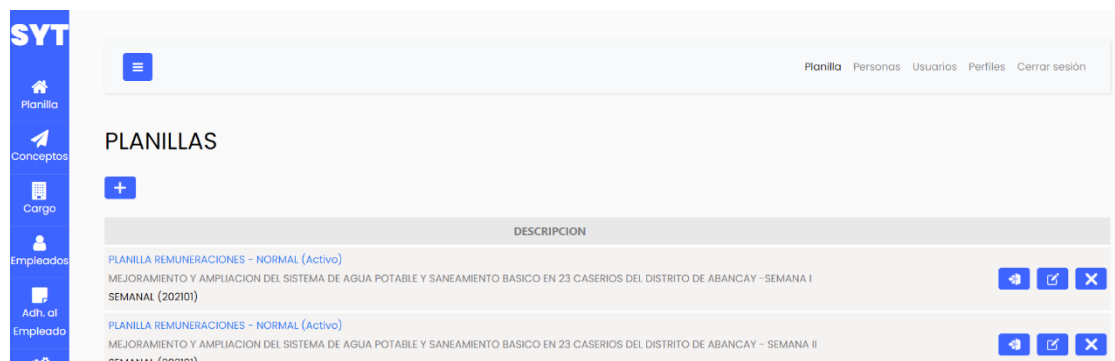 SYT
Planilla Personas Usuarios Perfiles Cerrar sesión
Planilla
Conceptos
Cargo
Empleados
Adh. al
Empleado
PLANILLAS
DESCRIPCION
PLANILLA REMUNERACIONES - NORMAL (Activo)
MEJORAMIENTO Y AMPLIACION DEL SISTEMA DE AGUA POTABLE Y SANEAMIENTO BASICO EN 23 CASERIOS DEL DISTRITO DE ABANCAY -SEMANA I
SEMANAL (202101)
PLANILLA REMUNERACIONES - NORMAL (Activo)
MEJORAMIENTO Y AMPLIACION DEL SISTEMA DE AGUA POTABLE Y SANEAMIENTO BASICO EN 23 CASERIOS DEL DISTRITO DE ABANCAY - SEMANA II
SEMANAL (202101)